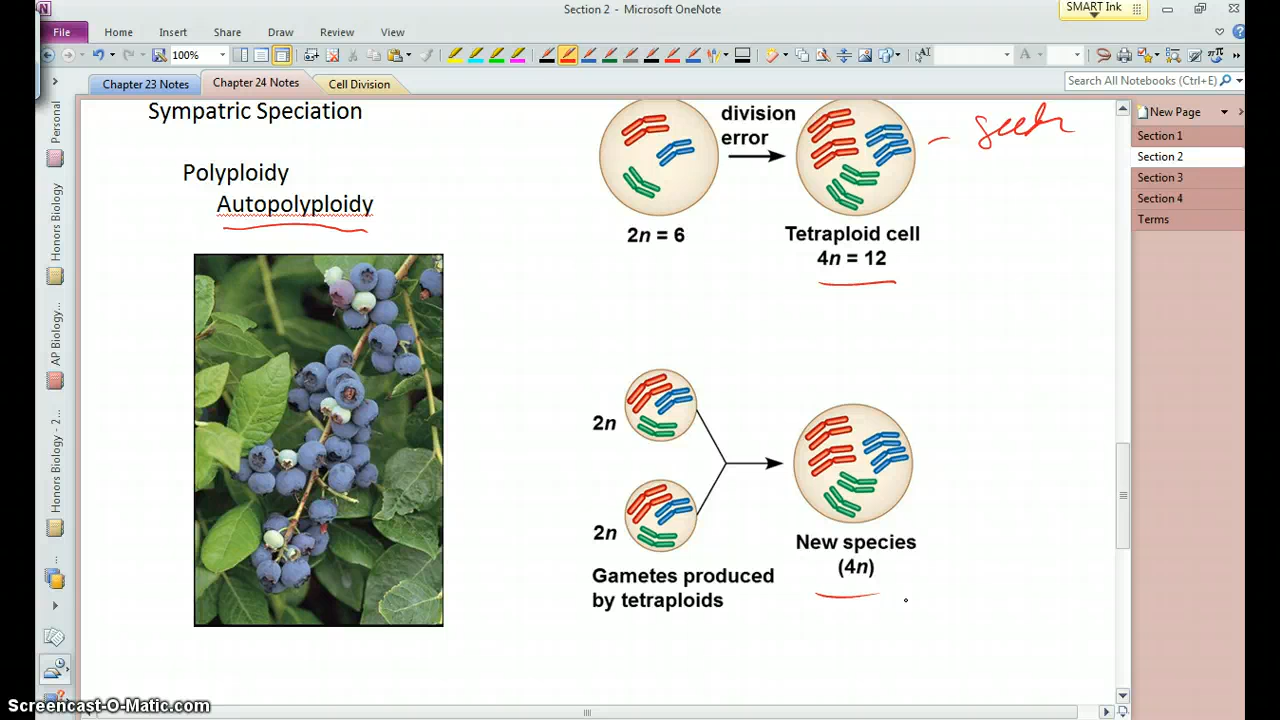 Section 2 - Microsoft OneNote
SMART Ink
File Home Insert Share Draw Review View
100%
Chapter 23 Notes Chapter 24 Notes Cell Division
Search All Notebooks (Ctrl+E)
New Page
Section 1
Section 2
Section 3
Section 4
Terms
Personal
Honors Biology
AP Biology...
Honors Biology - 2...
Sympatric Speciation
Polyploidy
Autopolyploidy
division
error
2n = 6
Tetraploid cell
4n = 12
2n
2n
Gametes produced
by tetraploids
New species
(4n)
Screencast-O-Matic.com